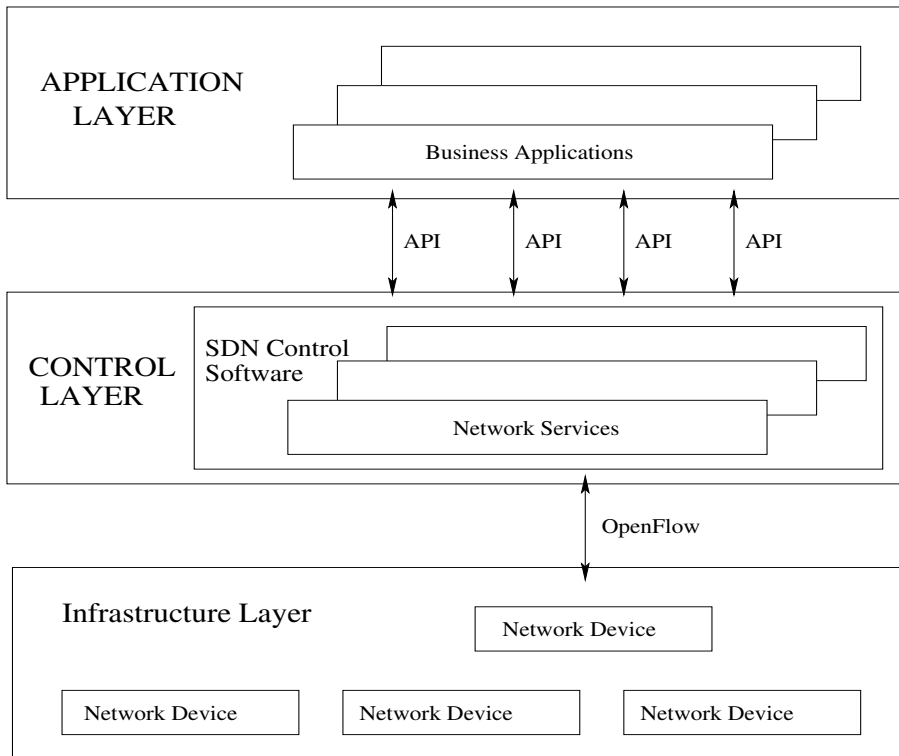 APPLICATION
LAYER
Business Applications
API
API
API
API
CONTROL
LAYER
SDN Control
Software
Network Services
OpenFlow
Infrastructure Layer
Network Device
Network Device
Network Device
Network Device